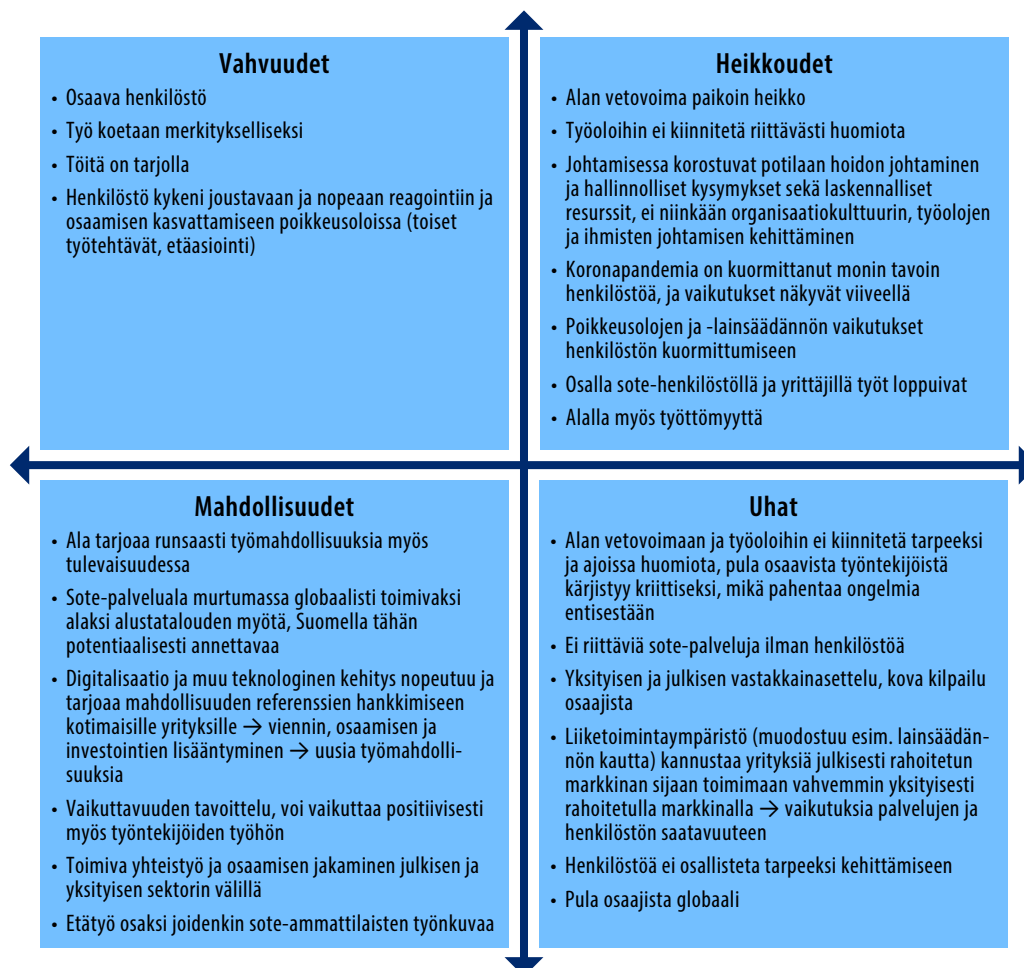 Vahvuudet
• Osaava henkilöstö
• Työ koetaan merkitykselliseksi
• Töitä on tarjolla
• Henkilöstö kykeni joustavaan ja nopeaan reagointiin ja
osaamisen kasvattamiseen poikkeusoloissa (toiset
työtehtävät, etäasiointi)
Heikkoudet
• Alan vetovoima paikoin heikko
• Työoloihin ei kiinnitetä riittävästi huomiota
• Johtamisessa korostuvat potilaan hoidon johtaminen
ja hallinnolliset kysymykset sekä laskennalliset
resurssit, ei niinkään organisaatiokulttuurin, työolojen
ja ihmisten johtamisen kehittäminen
• Koronapandemia on kuormittanut monin tavoin
henkilöstöä, ja vaikutukset näkyvät viiveellä
• Poikkeusolojen ja -lainsäädännön vaikutukset
henkilöstön kuormittumiseen
• Osalla sote-henkilöstöllä ja yrittäjillä työt loppuivat
• Alalla myös työttömyyttä
Mahdollisuudet
• Ala tarjoaa runsaasti työmahdollisuuksia myös
tulevaisuudessa
• Sote-palveluala murtumassa globaalisti toimivaksi
alaksi alustatalouden myötä, Suomella tähän
potentiaalisesti annettavaa
• Digitalisaatio ja muu teknologinen kehitys nopeutuu ja
tarjoaa mahdollisuuden referenssien hankkimiseen
kotimaisille yrityksille → viennin, osaamisen ja
investointien lisääntyminen → uusia työmahdolli-
suuksia
• Vaikuttavuuden tavoittelu, voi vaikuttaa positiivisesti
myös työntekijöiden työhön
• Toimiva yhteistyö ja osaamisen jakaminen julkisen ja
yksityisen sektorin välillä
• Etätyö osaksi joidenkin sote-ammattilaisten työnkuvaa
Uhat
• Alan vetovoimaan ja työoloihin ei kiinnitetä tarpeeksi
ja ajoissa huomiota, pula osaavista työntekijöistä
kärjistyy kriittiseksi, mikä pahentaa ongelmia
entisestään
• Ei riittäviä sote-palveluja ilman henkilöstöä
• Yksityisen ja julkisen vastakkainasettelu, kova kilpailu
osaajista
• Liiketoimintaympäristö (muodostuu esim. lainsäädän-
nön kautta) kannustaa yrityksiä julkisesti rahoitetun
markkinan sijaan toimimaan vahvemmin yksityisesti
rahoitetulla markkinalla → vaikutuksia palvelujen ja
henkilöstön saatavuuteen
• Henkilöstöä ei osallisteta tarpeeksi kehittämiseen
• Pula osaajista globaali